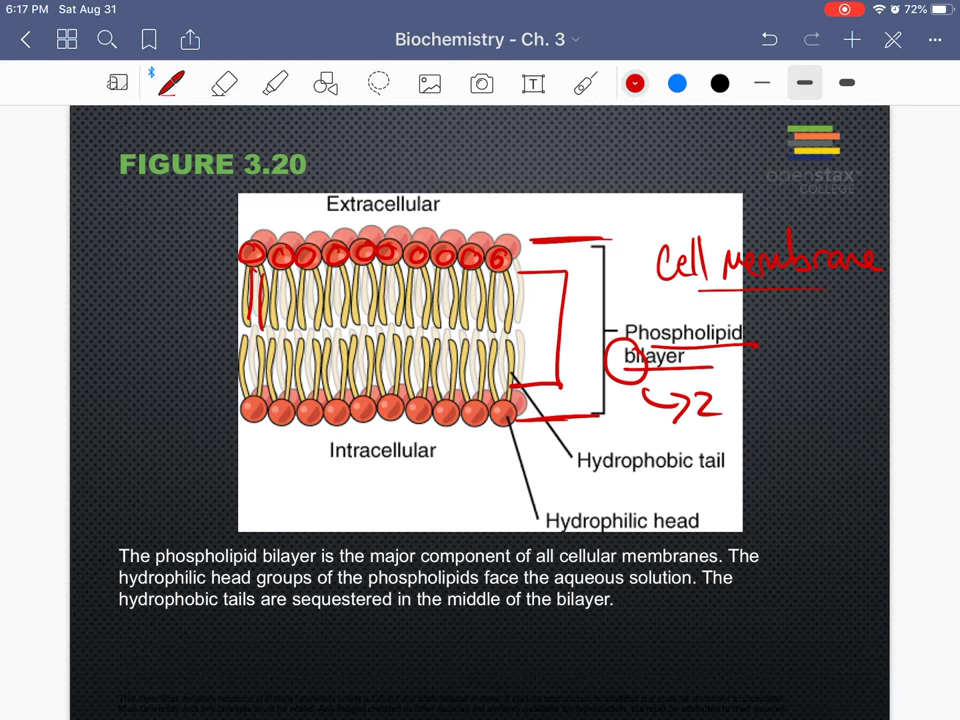 6:17 PM Sat Aug 31
72%
Biochemistry - Ch. 3
T
FIGURE 3.20
openstax
COLLEGE
Extracellular
Cell membrane
Phospholipid
bilayer
2
Intracellular
Hydrophobic tail
Hydrophilic head
The phospholipid bilayer is the major component of all cellular membranes. The
hydrophilic head groups of the phospholipids face the aqueous solution. The
hydrophobic tails are sequestered in the middle of the bilayer.